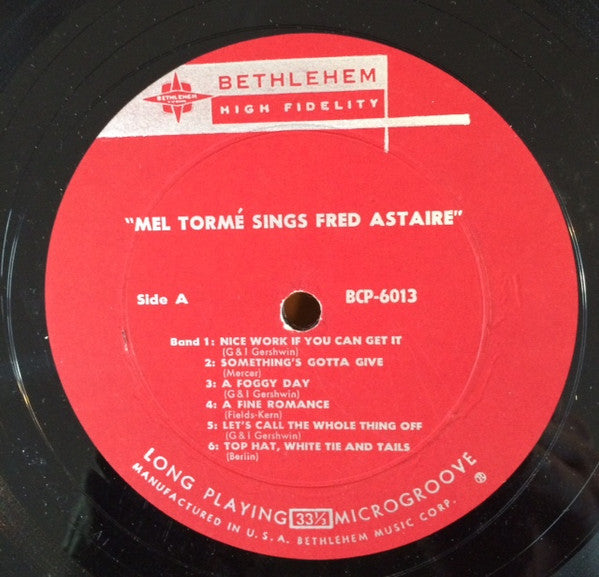 BETHLEHEM
BETHLEHEM
HIGH FIDELITY
"MEL TORMÉ SINGS FRED ASTAIRE"
Side A
BCP-6013
Band 1: NICE WORK IF YOU CAN GET IT
(G & I Gershwin)
2: SOMETHING'S GOTTA GIVE
(Mercer)
3: A FOGGY DAY
(G & I Gershwin)
4: A FINE ROMANCE
(Fields-Kern)
5: LET'S CALL THE WHOLE THING OFF
(G & I Gershwin)
6: TOP HAT, WHITE TIE AND TAILS
(Berlin)
LONG PLAYING 33⅓ MICROGROOVE
MANUFACTURED IN U.S.A. BETHLEHEM MUSIC CORP.